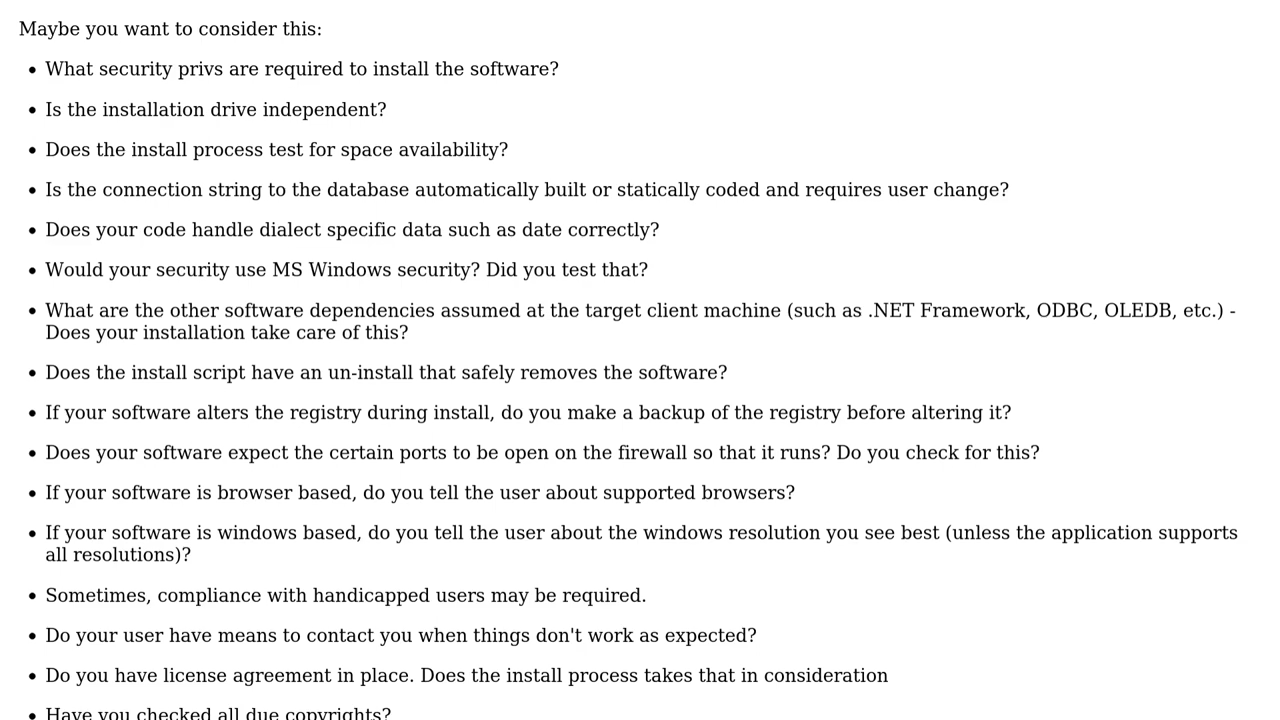 Maybe you want to consider this:
• What security privs are required to install the software?
• Is the installation drive independent?
• Does the install process test for space availability?
• Is the connection string to the database automatically built or statically coded and requires user change?
• Does your code handle dialect specific data such as date correctly?
• Would your security use MS Windows security? Did you test that?
• What are the other software dependencies assumed at the target client machine (such as .NET Framework, ODBC, OLEDB, etc.) -
Does your installation take care of this?
• Does the install script have an un-install that safely removes the software?
• If your software alters the registry during install, do you make a backup of the registry before altering it?
• Does your software expect the certain ports to be open on the firewall so that it runs? Do you check for this?
• If your software is browser based, do you tell the user about supported browsers?
• If your software is windows based, do you tell the user about the windows resolution you see best (unless the application supports
all resolutions)?
• Sometimes, compliance with handicapped users may be required.
• Do your user have means to contact you when things don't work as expected?
• Do you have license agreement in place. Does the install process takes that in consideration
• Have you checked all due copyrights?